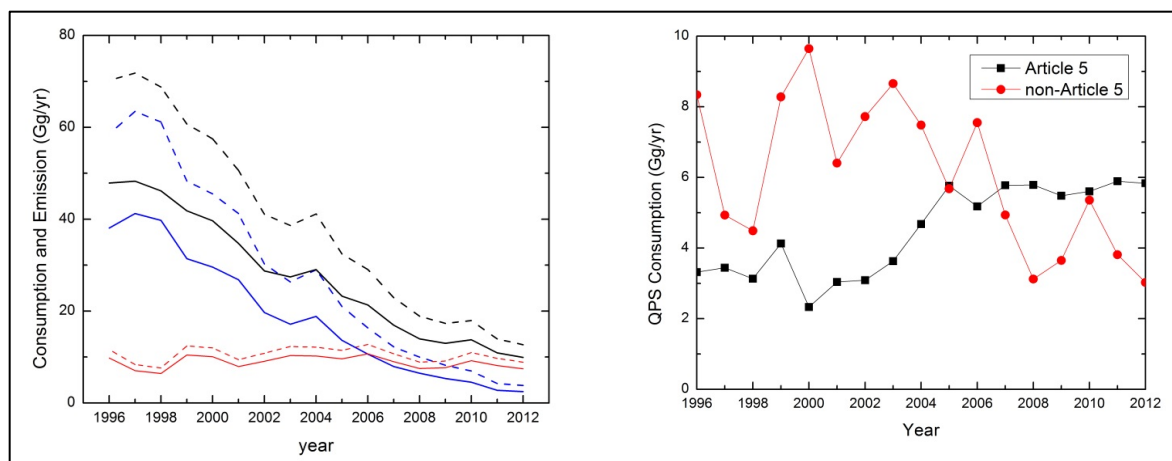 Consumption and Emission (Gg/yr)
80
60
40
20
0
1996 1998 2000 2002 2004 2006 2008 2010 2012
year
QPS Consumption (Gg/yr)
10
8
6
4
2
0
Article 5
non-Article 5
1996 1998 2000 2002 2004 2006 2008 2010 2012
Year